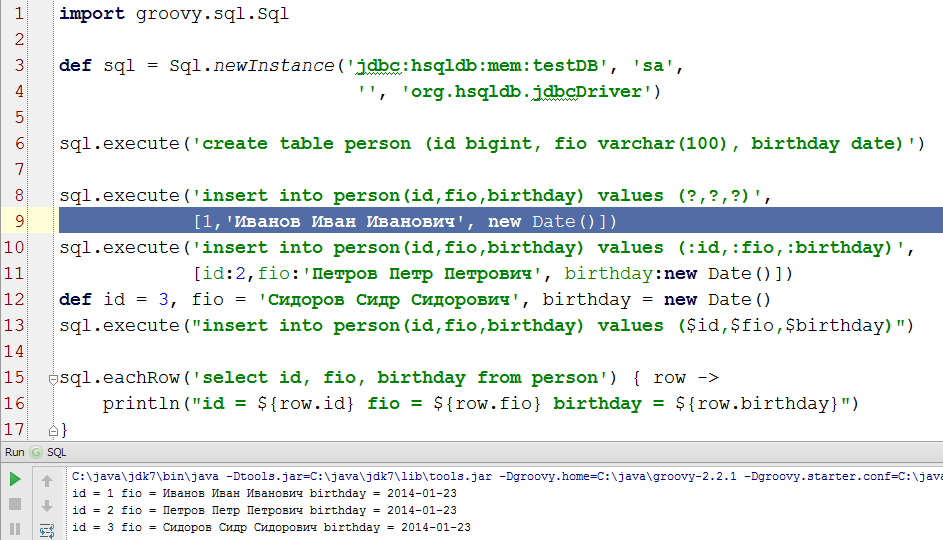 1 import groovy.sql.Sql
2
3 def sql = Sql.newInstance('jdbc:hsqldb:mem:testDB', 'sa',
4 '', 'org.hsqldb.jdbcDriver')
5
6 sql.execute('create table person (id bigint, fio varchar(100), birthday date)')
7
8 sql.execute('insert into person(id,fio,birthday) values (?,?,?)',
9 [1,'Иванов Иван Иванович', new Date()])
10 sql.execute('insert into person(id,fio,birthday) values (:id,:fio,:birthday)',
11 [id:2,fio:'Петров Петр Петрович', birthday:new Date()])
12 def id = 3, fio = 'Сидоров Сидр Сидорович', birthday = new Date()
13 sql.execute("insert into person(id,fio,birthday) values ($id,$fio,$birthday)")
14
15 sql.eachRow('select id, fio, birthday from person') { row ->
16 println("id = ${row.id} fio = ${row.fio} birthday = ${row.birthday}")
17 }
Run G SQL
C:\java\jdk7\bin\java -Dtools.jar=C:\java\jdk7\lib\tools.jar -Dgroovy.home=C:\java\groovy-2.2.1 -Dgroovy.starter.conf=C:\java
id = 1 fio = Иванов Иван Иванович birthday = 2014-01-23
id = 2 fio = Петров Петр Петрович birthday = 2014-01-23
id = 3 fio = Сидоров Сидр Сидорович birthday = 2014-01-23